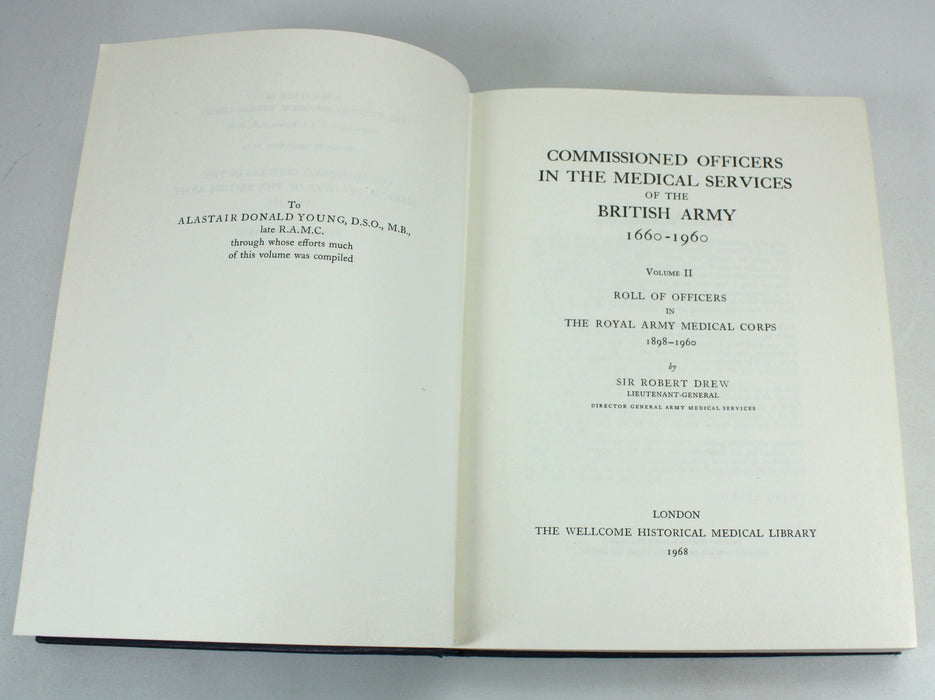 To
ALASTAIR DONALD YOUNG, D.S.O., M.B.,
late R.A.M.C.
through whose efforts much
of this volume was compiled
COMMISSIONED OFFICERS
IN THE MEDICAL SERVICES
OF THE
BRITISH ARMY
1660-1960
VOLUME II
ROLL OF OFFICERS
IN
THE ROYAL ARMY MEDICAL CORPS
1898–1960
by
SIR ROBERT DREW
LIEUTENANT-GENERAL
DIRECTOR GENERAL ARMY MEDICAL SERVICES
LONDON
THE WELLCOME HISTORICAL MEDICAL LIBRARY
1968